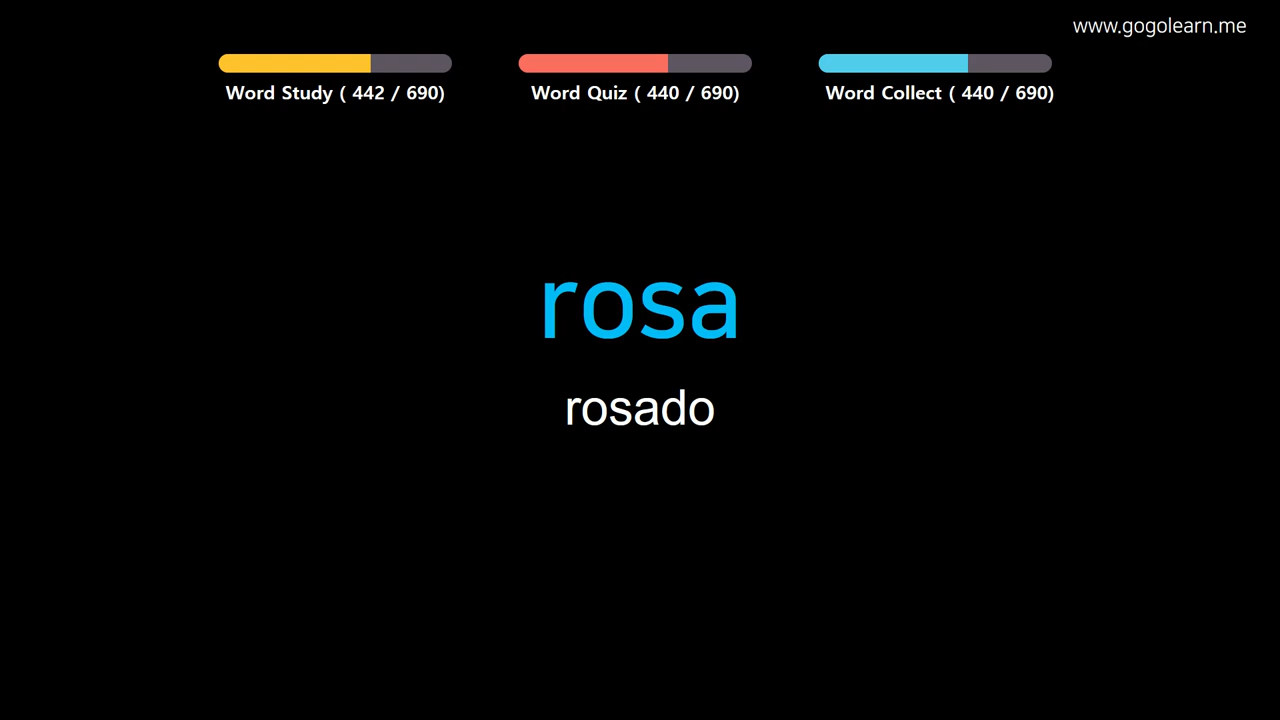 www.gogolearn.me
Word Study ( 442 / 690)
Word Quiz ( 440 / 690)
Word Collect ( 440 / 690)
rosa
rosado